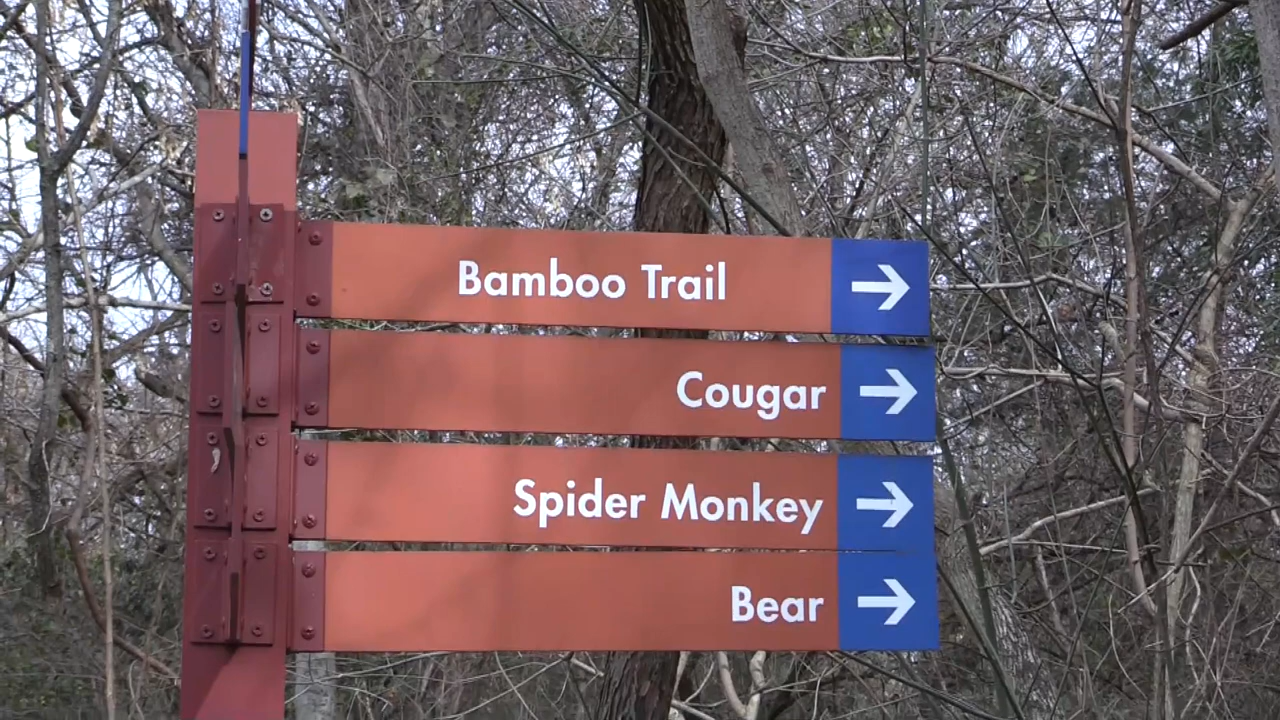 Bamboo Trail →
Cougar →
Spider Monkey →
Bear →